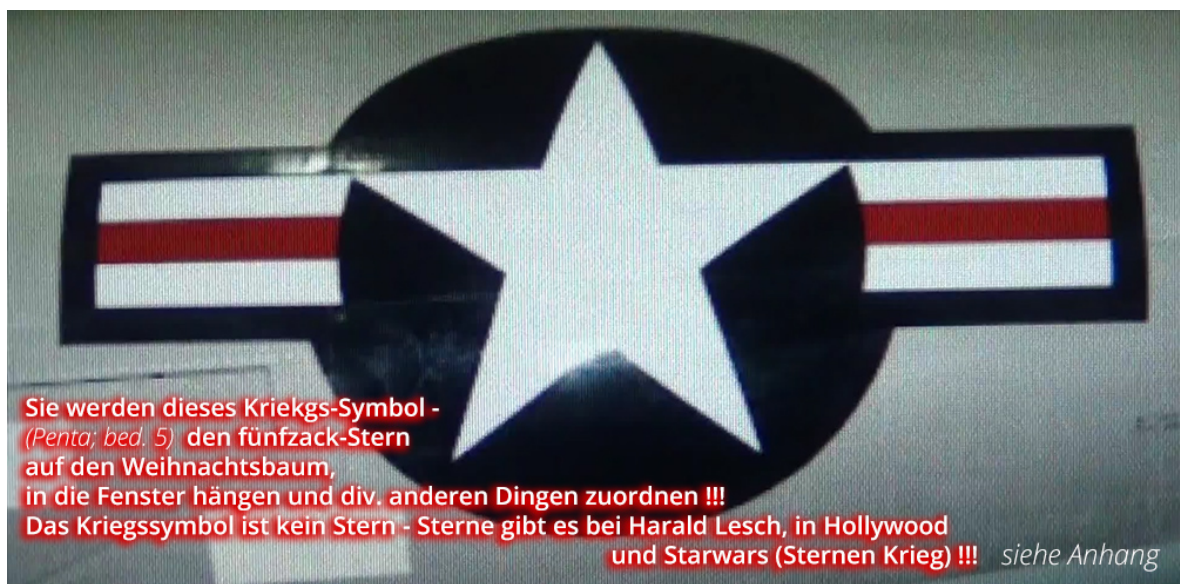 Sie werden dieses Kriekgs-Symbol -
(Penta; bed. 5) den fünfzack-Stern
auf den Weihnachtsbaum,
in die Fenster hängen und div. anderen Dingen zuordnen !!!
Das Kriegssymbol ist kein Stern - Sterne gibt es bei Harald Lesch, in Hollywood
und Starwars (Sternen Krieg) !!! siehe Anhang